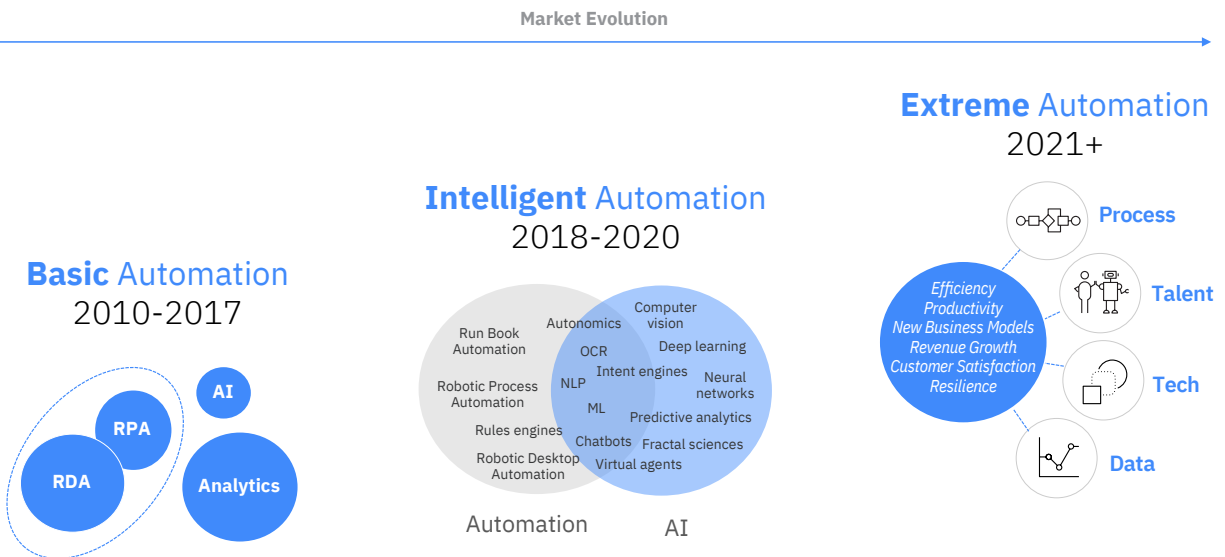 Market Evolution
Basic Automation
2010-2017
RDA
RPA
AI
Analytics
Intelligent Automation
2018-2020
Run Book
Automation
Robotic Process
Automation
Rules engines
Robotic Desktop
Automation
Autonomics
OCR
NLP
ML
Chatbots
Intent engines
Virtual agents
Computer
vision
Deep learning
Neural
networks
Predictive analytics
Fractal sciences
Automation
AI
Extreme Automation
2021+
Efficiency
Productivity
New Business Models
Revenue Growth
Customer Satisfaction
Resilience
Process
Talent
Tech
Data